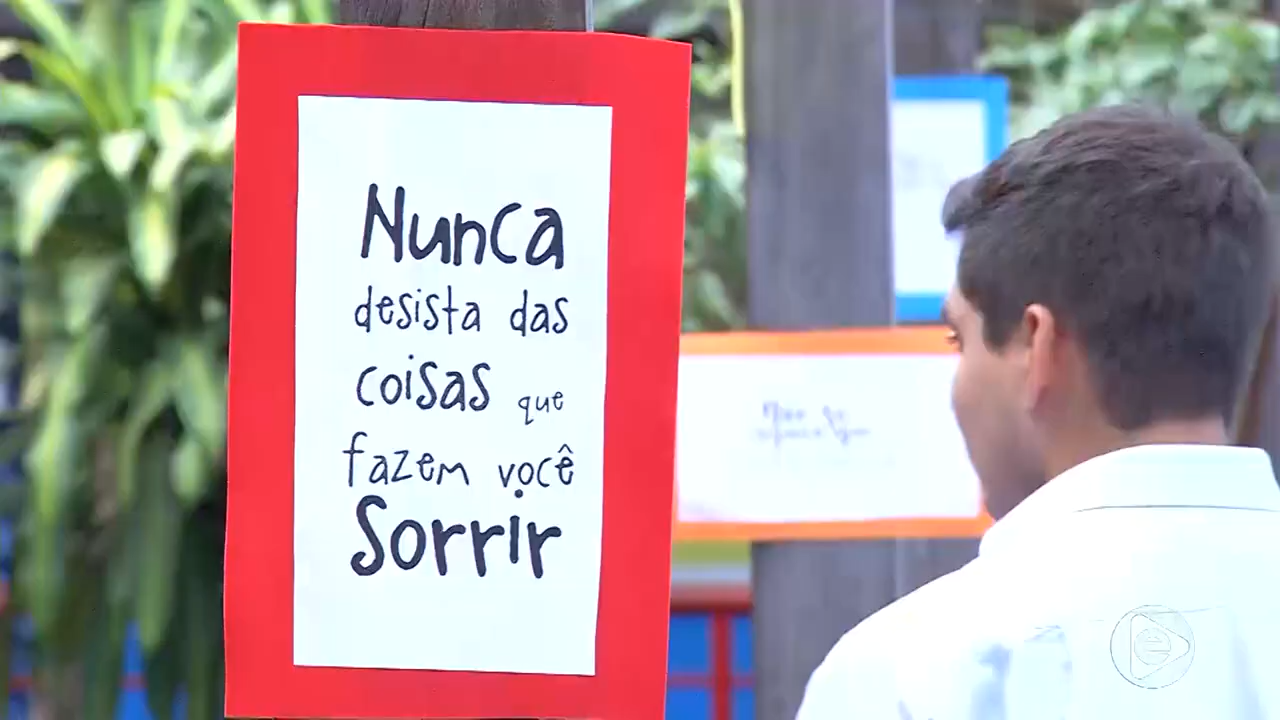 Nunca
desista das
coisas que
fazem você
Sorrir